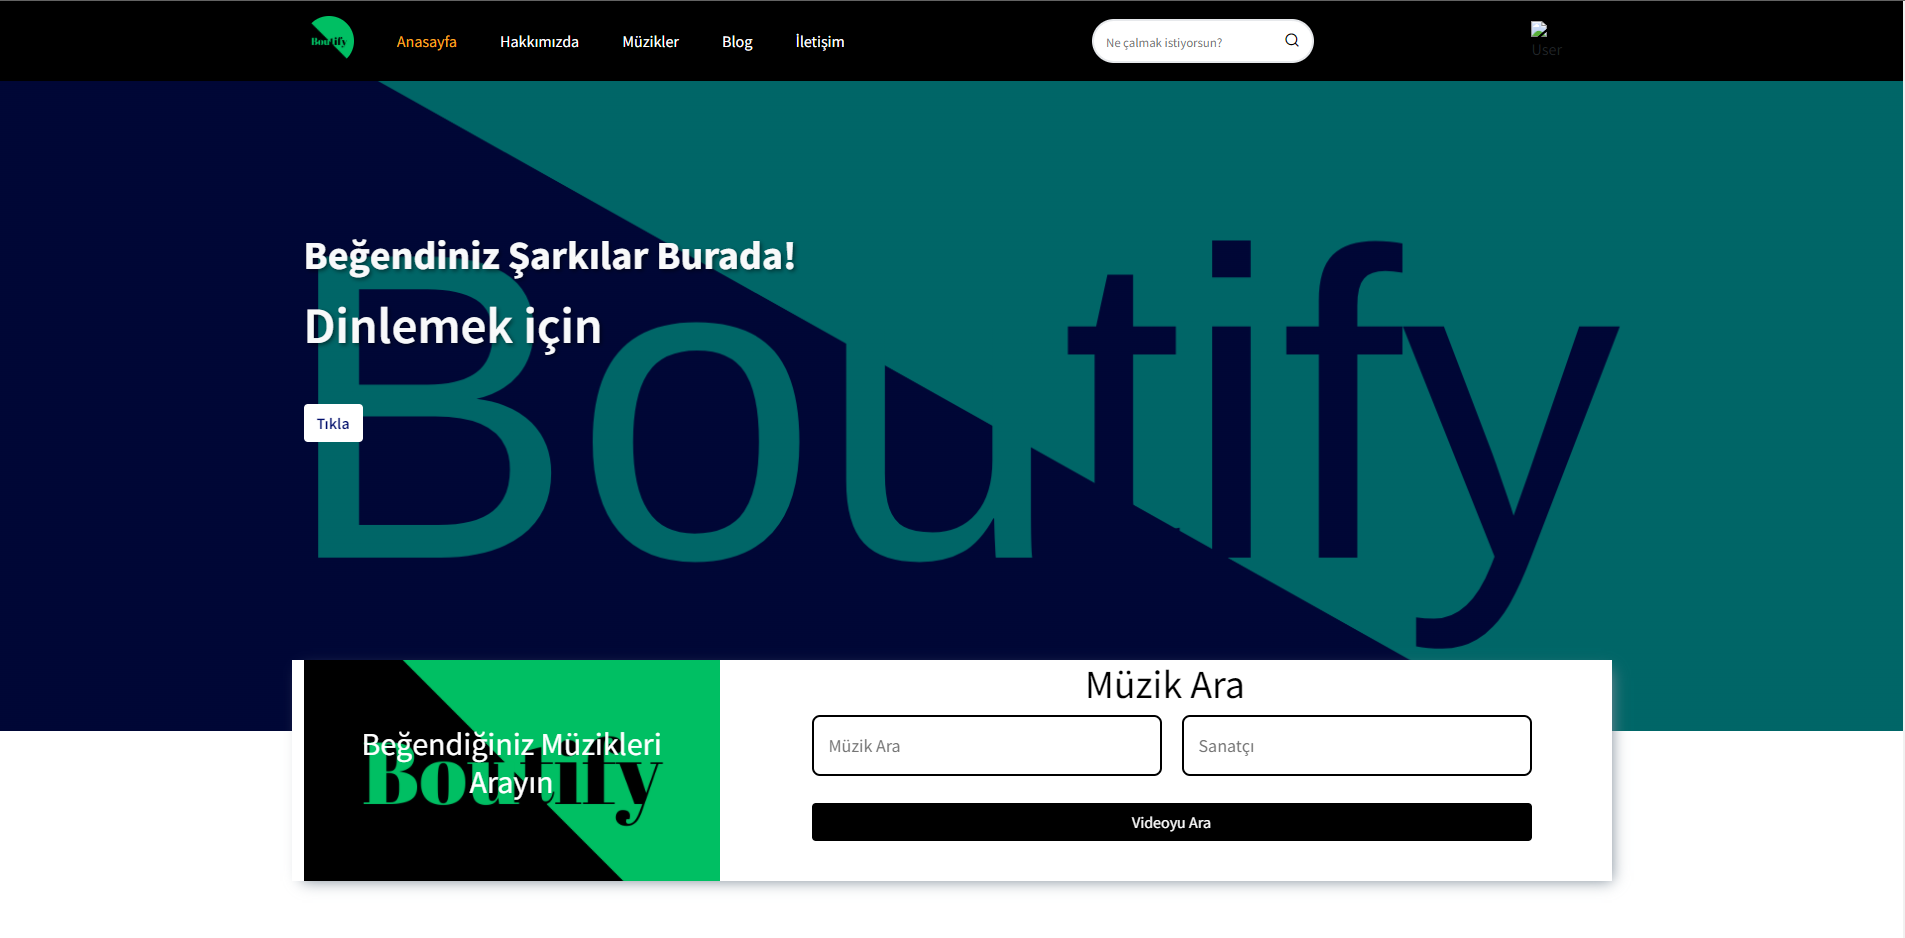 Boutify
Anasayfa
Hakkımızda
Müzikler
Blog
İletişim
Ne çalmak istiyorsun?
User
Beğendiniz Şarkılar Burada!
Dinlemek için
Tıkla
Boutify
Beğendiğiniz Müzikleri
Arayın
Boutify
Müzik Ara
Müzik Ara
Sanatçı
Videoyu Ara